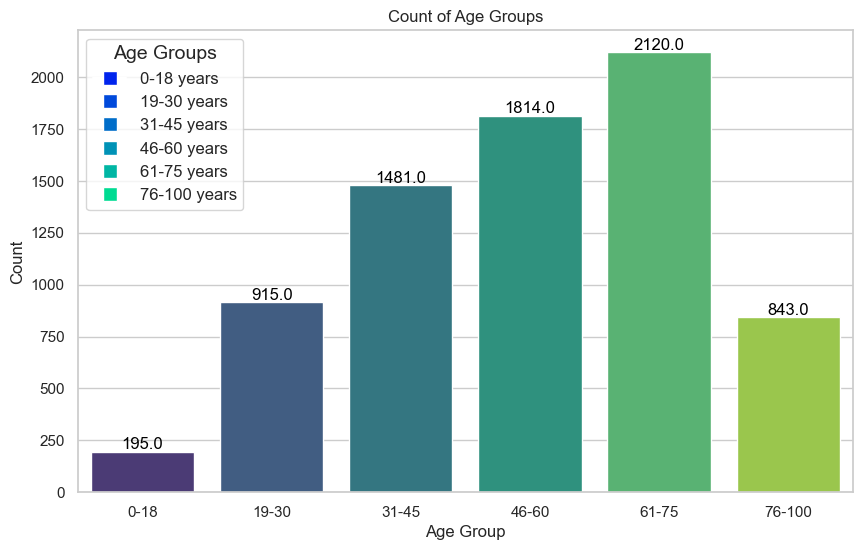 Count of Age Groups
Age Groups
0-18 years
19-30 years
31-45 years
46-60 years
61-75 years
76-100 years
Count
2000
1750
1500
1250
1000
750
500
250
0
195.0
915.0
1481.0
1814.0
2120.0
843.0
0-18
19-30
31-45
46-60
61-75
76-100
Age Group